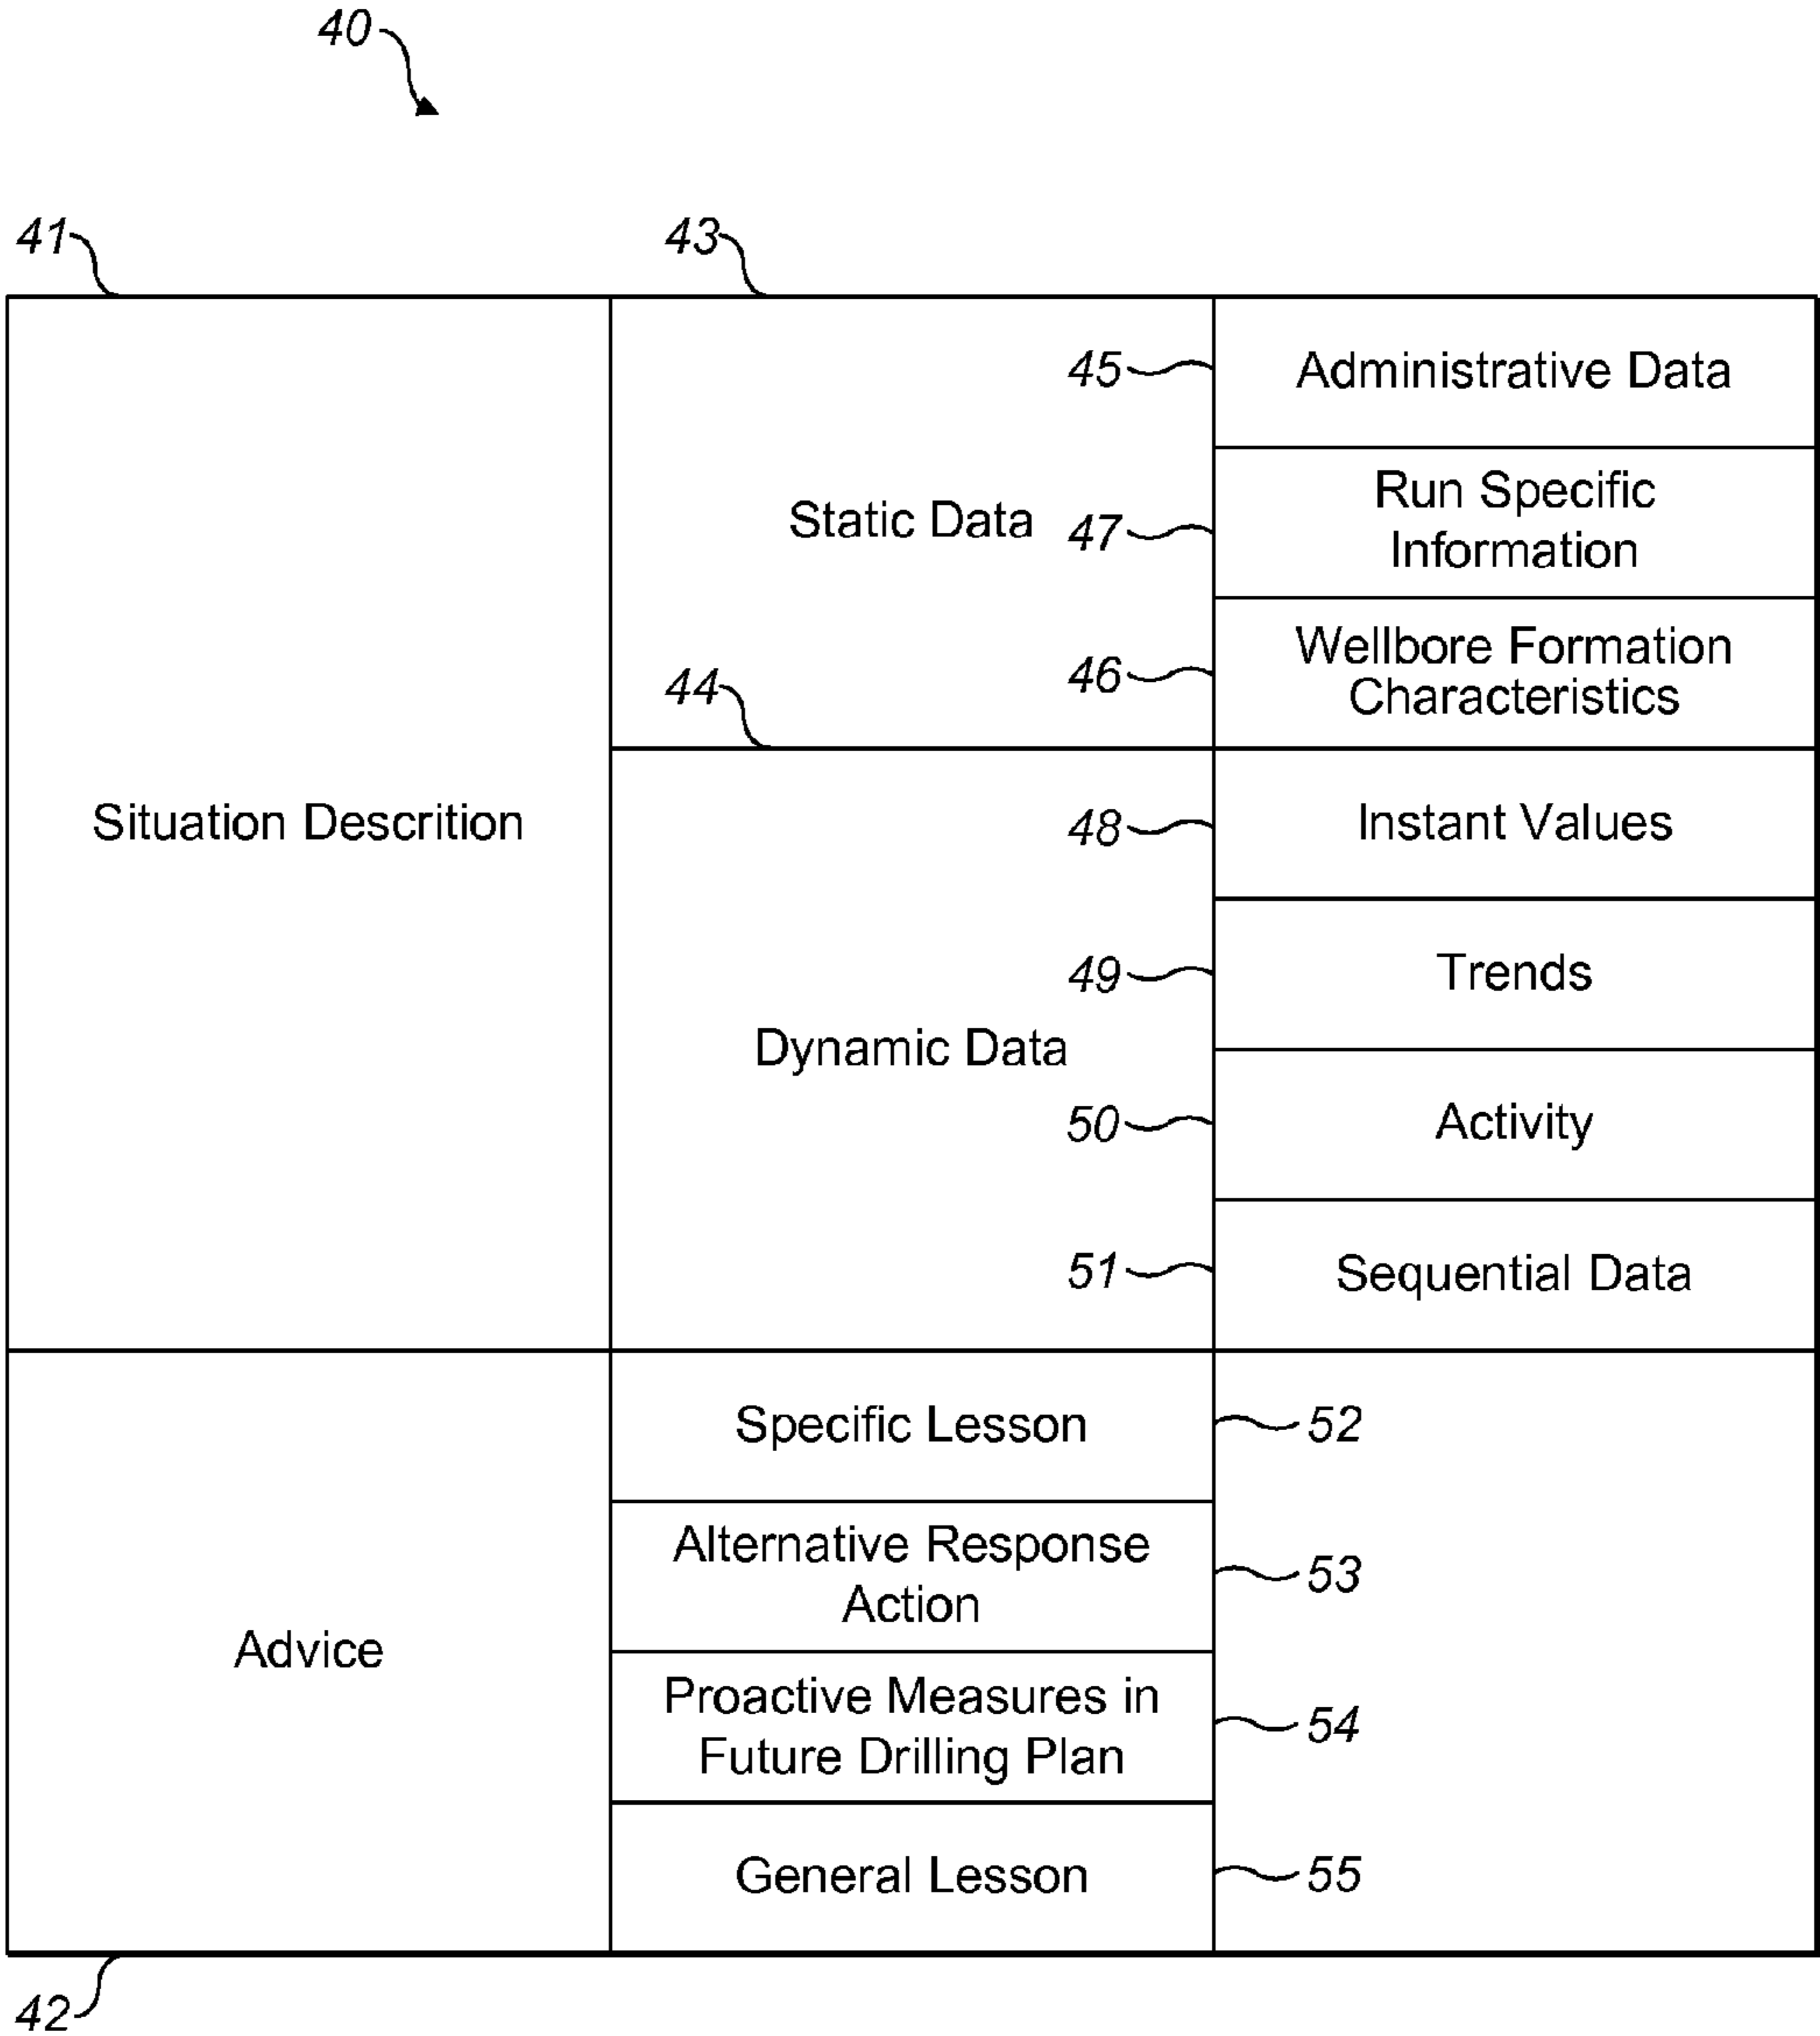 40
41
43
45
Administrative Data
Static Data
47
Run Specific
Information
46
Wellbore Formation
Characteristics
44
Situation Descrition
48
Instant Values
49
Trends
Dynamic Data
50
Activity
51
Sequential Data
Advice
Specific Lesson
52
Alternative Response
Action
53
Proactive Measures in
Future Drilling Plan
54
General Lesson
55
42